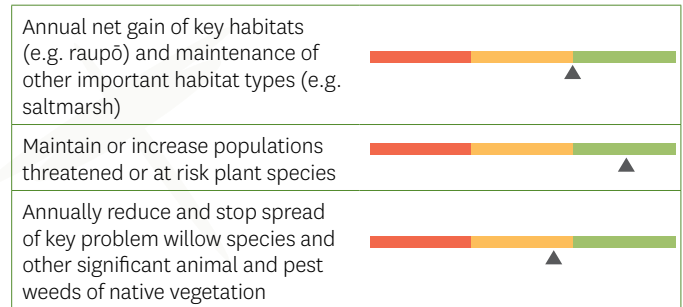 Annual net gain of key habitats
(e.g. raupō) and maintenance of
other important habitat types (e.g.
saltmarsh)
Maintain or increase populations
threatened or at risk plant species
Annually reduce and stop spread
of key problem willow species and
other significant animal and pest
weeds of native vegetation